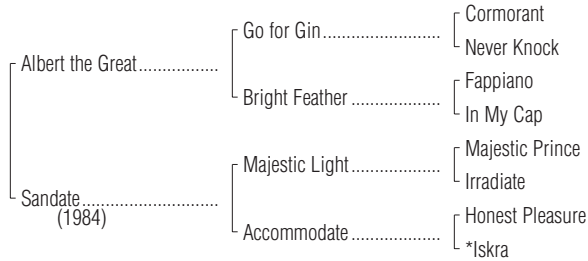 Cormorant
Go for Gin
Never Knock
Albert the Great
Fappiano
Bright Feather
In My Cap
Majestic Prince
Majestic Light
Irradiate
Sandate
(1984)
Honest Pleasure
Accommodate
*Iskra